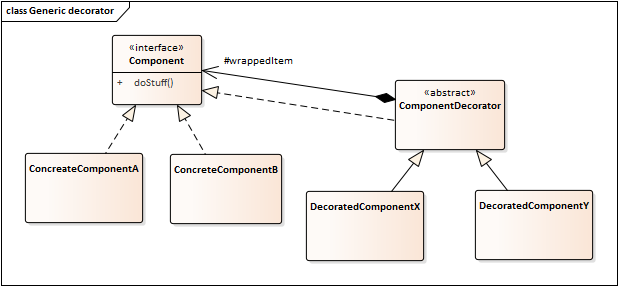 class Generic decorator
«interface»
Component
+ doStuff()
#wrappedItem
«abstract»
ComponentDecorator
ConcreateComponentA
ConcreteComponentB
DecoratedComponentX
DecoratedComponentY